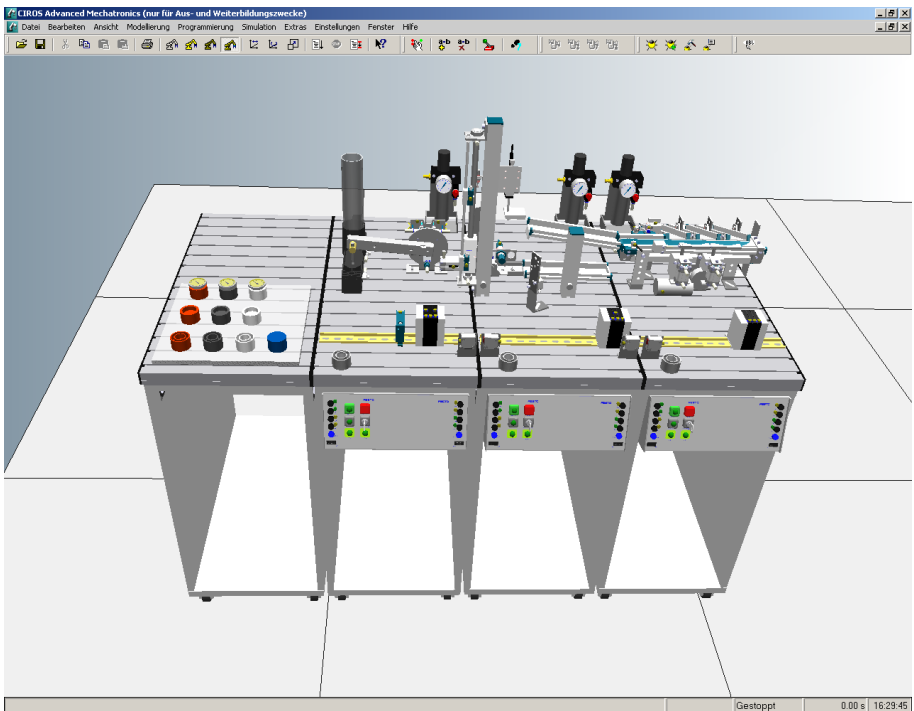 CIROS Advanced Mechatronics (nur für Aus- und Weiterbildungszwecke)
Datei Bearbeiten Ansicht Modellierung Programmierung Simulation Extras Einstellungen Fenster Hilfe
a-b a-b
Gestoppt 0.00 s 16:29:45